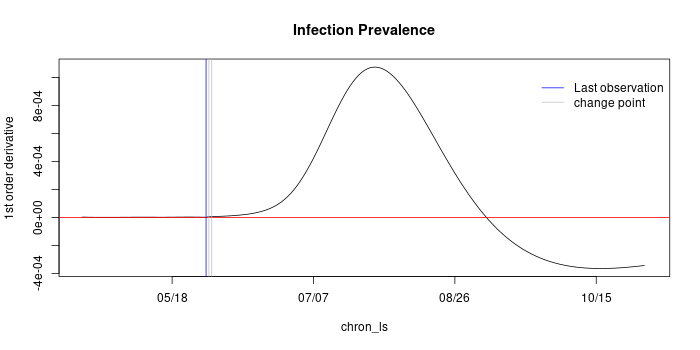 Infection Prevalence
1st order derivative
8e-04
4e-04
0e+00
-4e-04
Last observation
change point
05/18 07/07 08/26 10/15
chron_ls